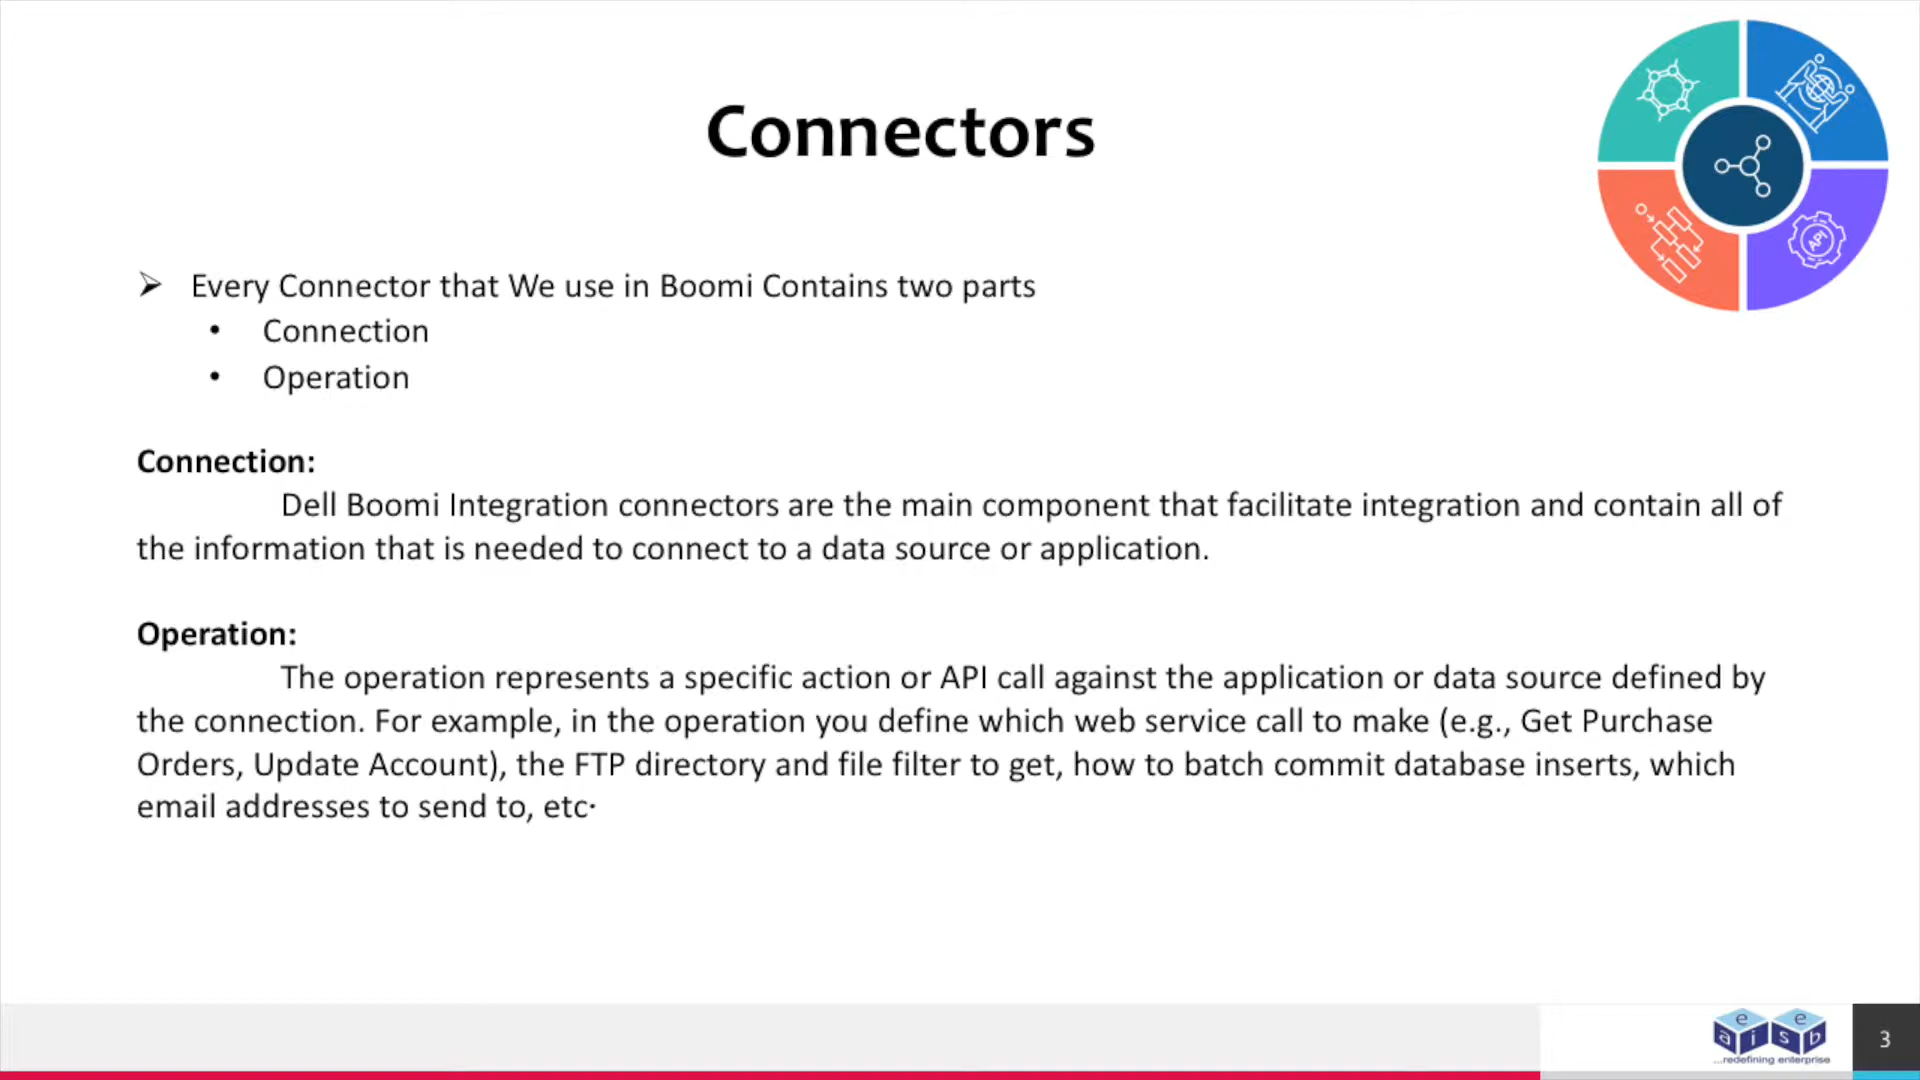 Connectors
API
➢ Every Connector that We use in Boomi Contains two parts
• Connection
• Operation
Connection:
Dell Boomi Integration connectors are the main component that facilitate integration and contain all of
the information that is needed to connect to a data source or application.
Operation:
The operation represents a specific action or API call against the application or data source defined by
the connection. For example, in the operation you define which web service call to make (e.g., Get Purchase
Orders, Update Account), the FTP directory and file filter to get, how to batch commit database inserts, which
email addresses to send to, etc·
e e
a i s b
...redefining enterprise
3